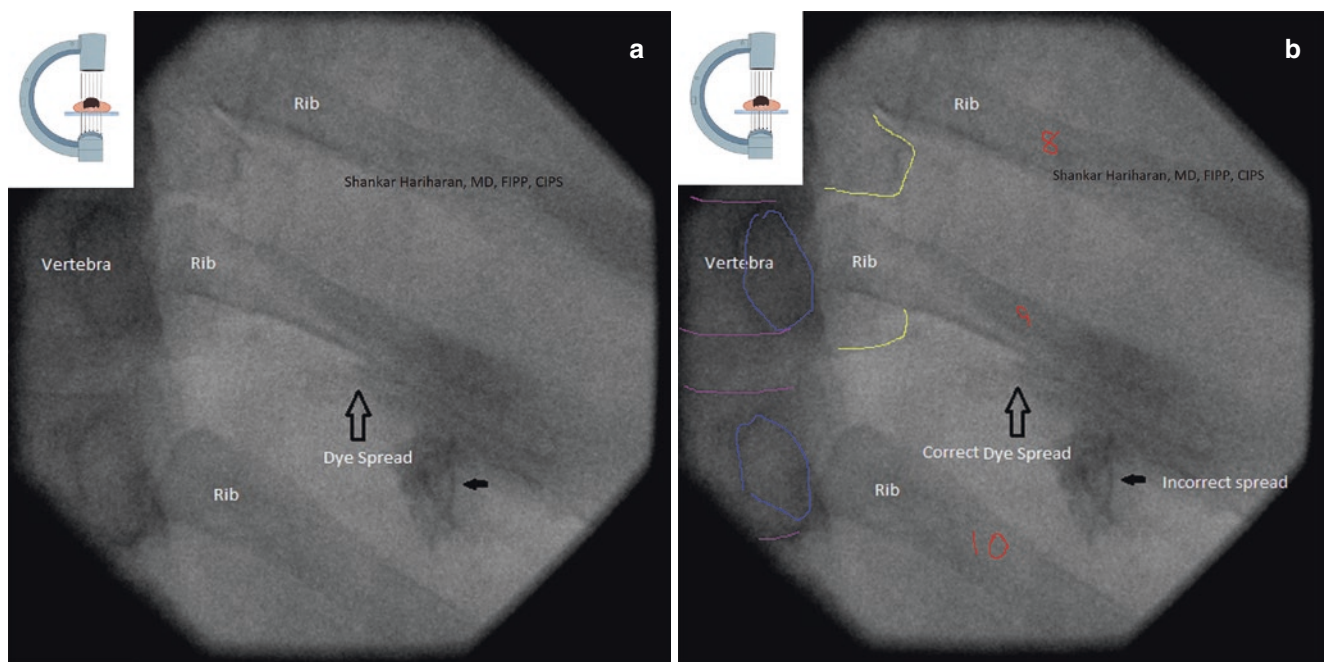 a
Rib
Shankar Hariharan, MD, FIPP, CIPS
Vertebra
Rib
Dye Spread
Rib
b
Rib
8
Shankar Hariharan, MD, FIPP, CIPS
Vertebra
Rib
9
Correct Dye Spread
Incorrect spread
Rib
10